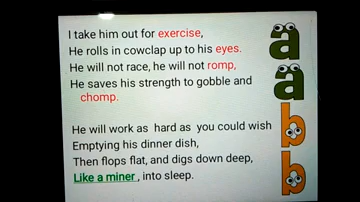 I take him out for exercise,
He rolls in cowclap up to his eyes.
He will not race, he will not romp,
He saves his strength to gobble and
chomp.
He will work as hard as you could wish
Emptying his dinner dish,
Then flops flat, and digs down deep,
Like a miner , into sleep.
a
a
b
b